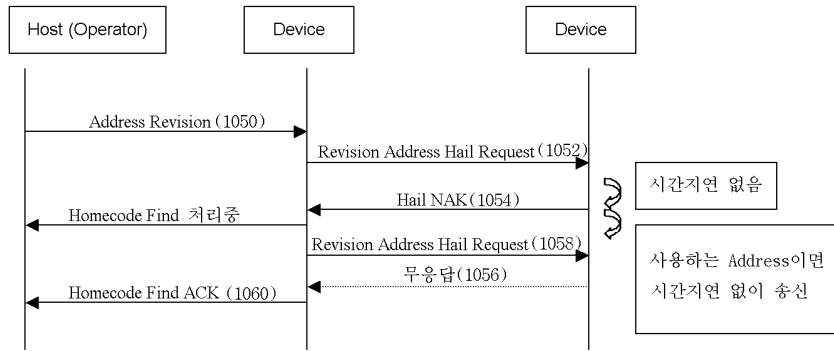 Host (Operator)
Device
Device
Address Revision (1050)
Revision Address Hail Request (1052)
시간지연 없음
Hail NAK(1054)
Homecode Find 처리중
Revision Address Hail Request (1058)
사용하는 Address이면
시간지연 없이 송신
무응답(1056)
Homecode Find ACK (1060)